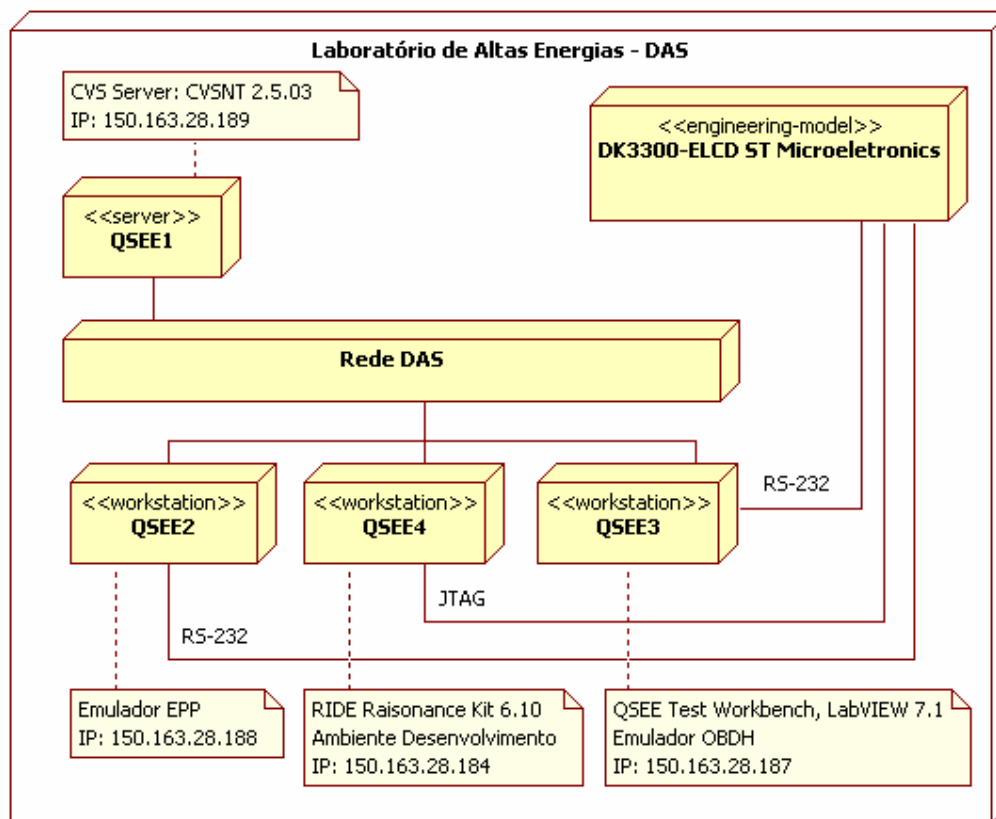 Laboratório de Altas Energias - DAS
CVS Server: CVSNT 2.5.03
IP: 150.163.28.189
<<engineering-model>>
DK3300-ELCD ST Microeletronics
<<server>>
QSEE1
Rede DAS
<<workstation>>
QSEE2
<<workstation>>
QSEE4
<<workstation>>
QSEE3
RS-232
JTAG
RS-232
Emulador EPP
IP: 150.163.28.188
RIDE Raisonance Kit 6.10
Ambiente Desenvolvimento
IP: 150.163.28.184
QSEE Test Workbench, LabVIEW 7.1
Emulador OBDH
IP: 150.163.28.187